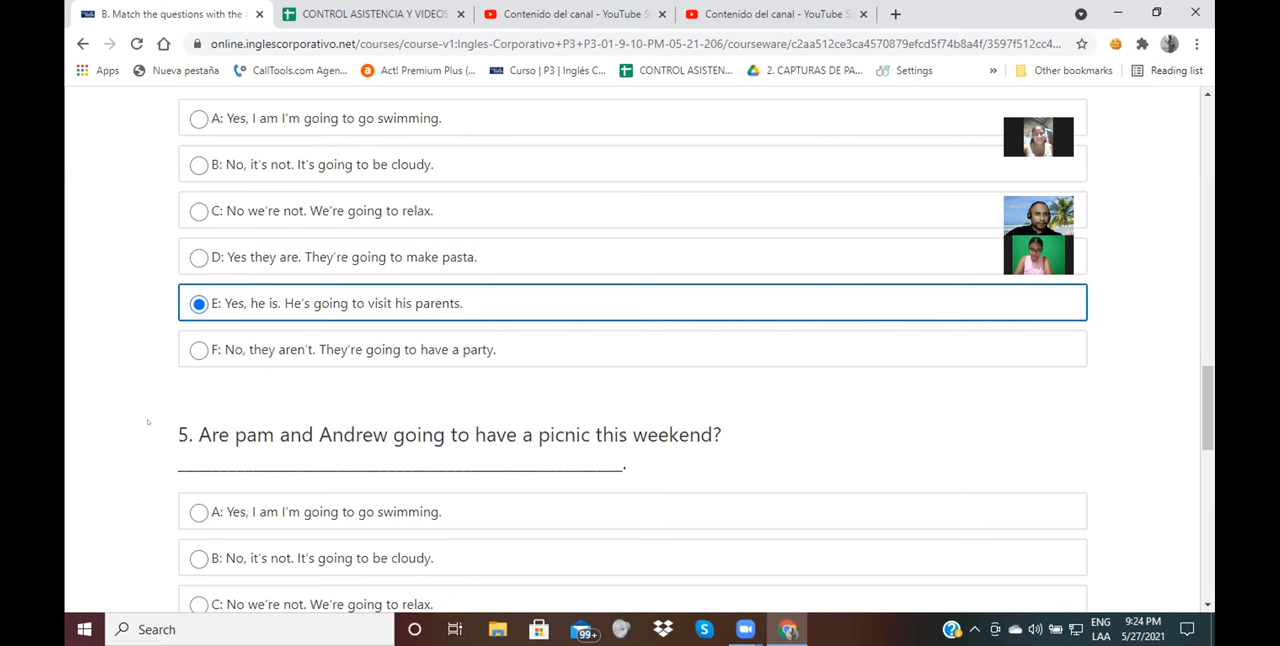 B. Match the questions with the
CONTROL ASISTENCIA Y VIDEOS
Contenido del canal - YouTube S
Contenido del canal - YouTube S
online.inglescorporativo.net/courses/course-v1:Ingles-Corporativo+P3+P3-01-9-10-PM-05-21-206/courseware/c2aa512ce3ca4570879efcd5f74b8a4f/3597f512cc4...
Apps
Nueva pestaña
CallTools.com Agen...
Act! Premium Plus (...
Curso | P3 | Inglés C...
CONTROL ASISTEN...
2. CAPTURAS DE PA...
Settings
»
Other bookmarks
Reading list
A: Yes, I am I'm going to go swimming.
B: No, it's not. It's going to be cloudy.
C: No we're not. We're going to relax.
D: Yes they are. They're going to make pasta.
E: Yes, he is. He's going to visit his parents.
F: No, they aren't. They're going to have a party.
5. Are pam and Andrew going to have a picnic this weekend?
______________________________________________________.
A: Yes, I am I'm going to go swimming.
B: No, it's not. It's going to be cloudy.
C: No we're not. We're going to relax.
Search
99+
ENG
LAA
9:24 PM
5/27/2021